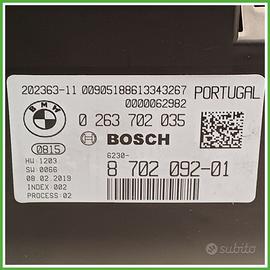 202363-11 00905188613343267
0000062982
PORTUGAL
BMW
0 263 702 035
0815
BOSCH
HW 1203
SW 0066
08.02.2019
INDEX:002
PROCESS:02
6230-
8 702 092-01
subito